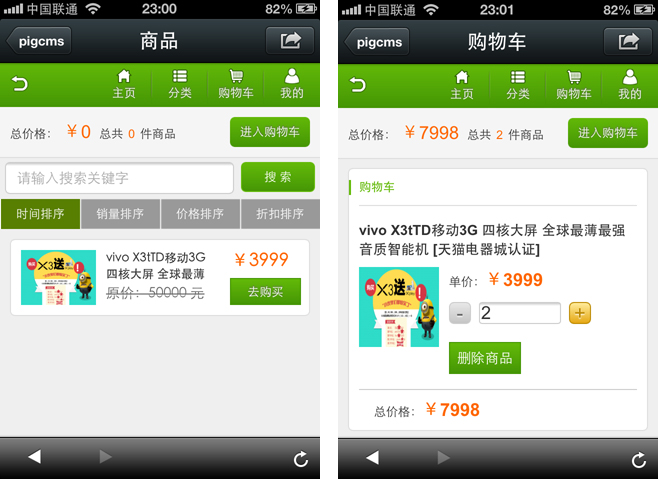 中国联通 23:00 82%
pigcms 商品
主页 分类 购物车 我的
总价格: ￥0 总共 0 件商品 进入购物车
请输入搜索关键字 搜 索
时间排序 销量排序 价格排序 折扣排序
X3送
vivo X3tTD移动3G
四核大屏 全球最薄
原价: 50000 元
￥3999
去购买
中国联通 23:01 82%
pigcms 购物车
主页 分类 购物车 我的
总价格: ￥7998 总共 2 件商品 进入购物车
购物车
vivo X3tTD移动3G 四核大屏 全球最薄最强
音质智能机 [天猫电器城认证]
X3送
单价: ￥3999
- 2 +
删除商品
总价格: ￥7998